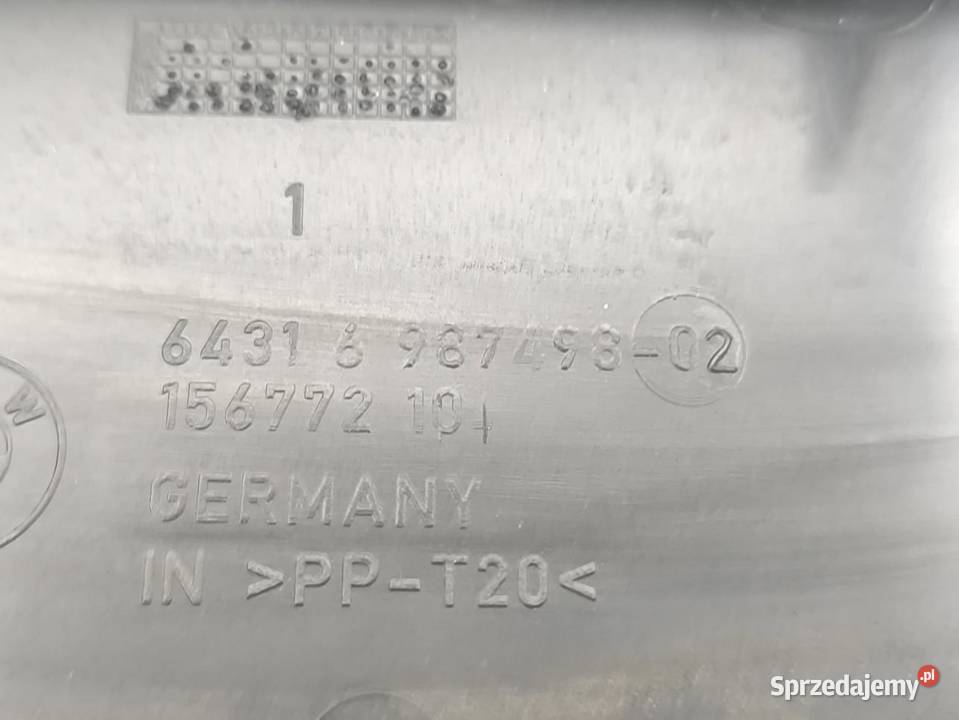 1
6431 6 987498-02
156772 10
GERMANY
W
IN >PP-T20<
Sprzedajemy.pl